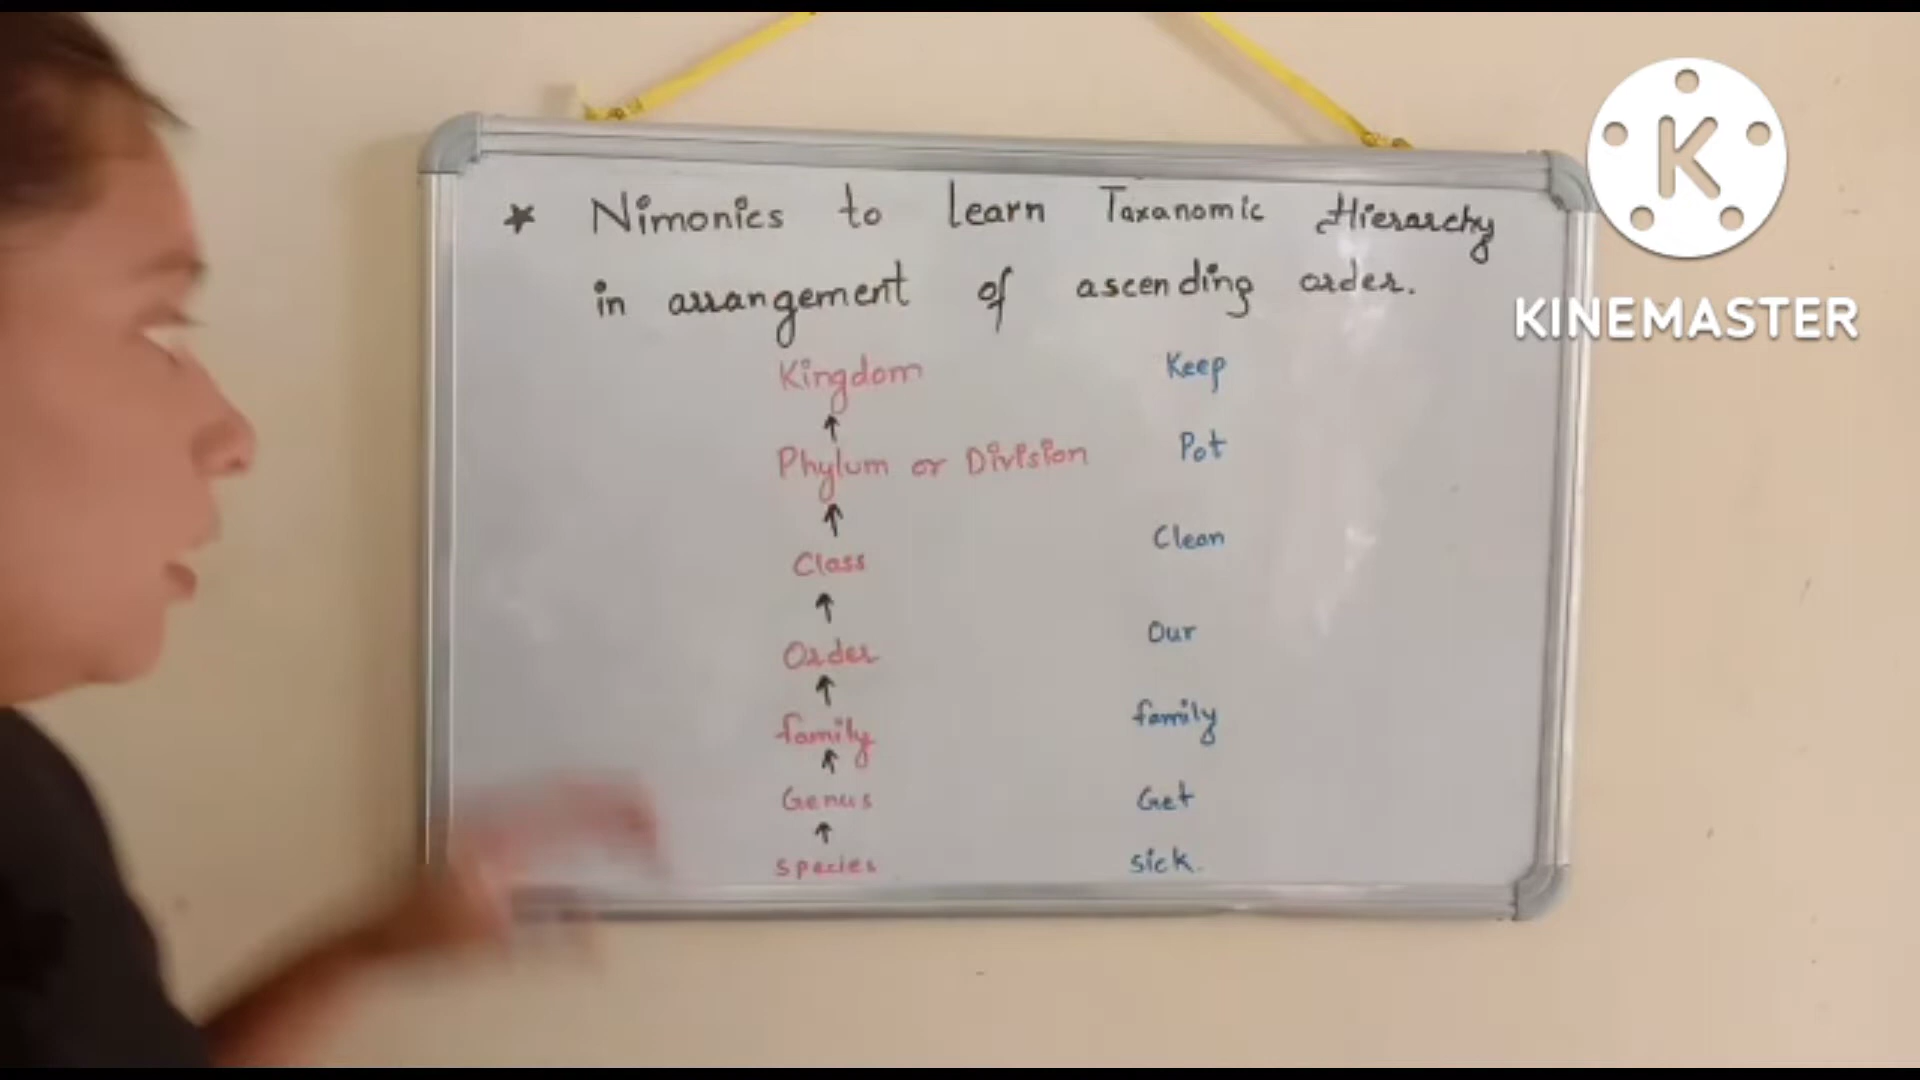 ★ Nimonics to learn Taxanomic Hierarchy
in arrangement of ascending order.
Kingdom Keep
↑
Phylum or Division Pot
↑
Class Clean
↑
Order Our
↑
family family
↑
Genus Get
↑
species sick.
K
KINEMASTER